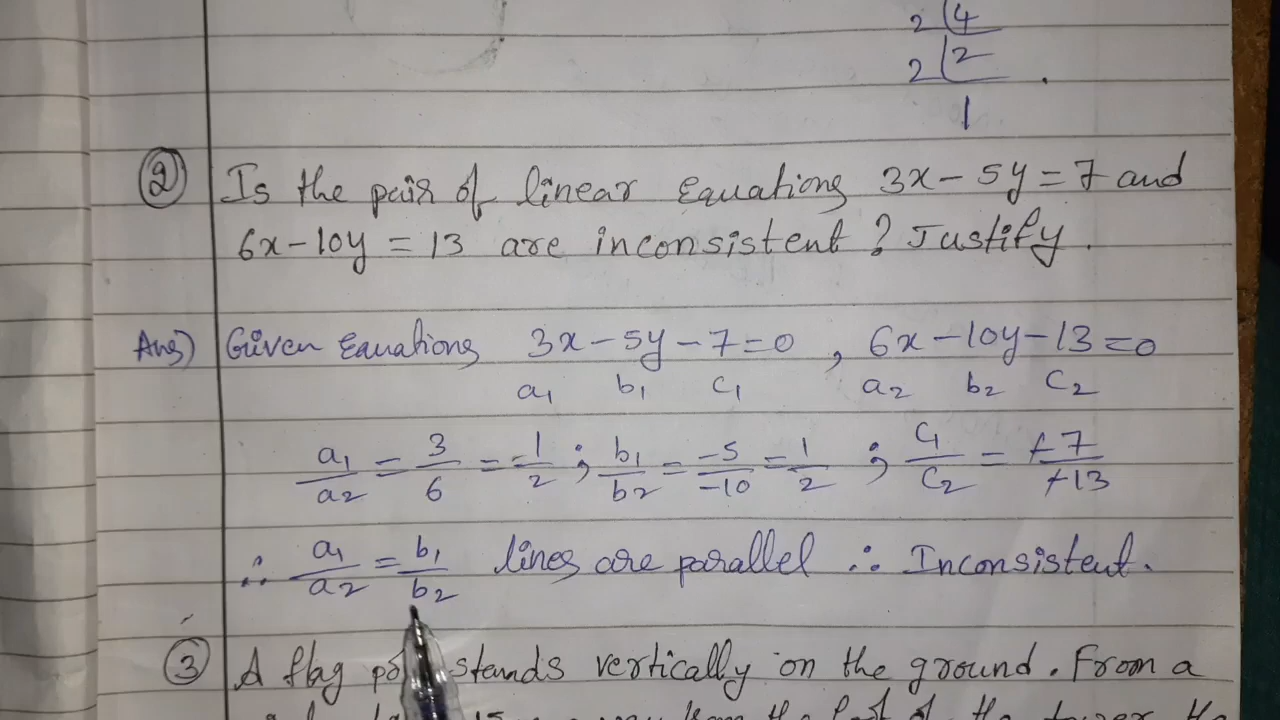 2 4
2 2
1
② Is the pair of linear Equations 3x - 5y = 7 and
6x - 10y = 13 are inconsistent ? Justify .
Ans) Given Equations 3x - 5y - 7 = 0 , 6x - 10y - 13 = 0
a₁ b₁ c₁ a₂ b₂ c₂
a₁/a₂ = 3/6 = 1/2 ; b₁/b₂ = -5/-10 = 1/2 ; c₁/c₂ = +7/+13
∴ a₁/a₂ = b₁/b₂ lines are parallel ∴ Inconsistent .
③ A flag stands vertically on the ground . From a